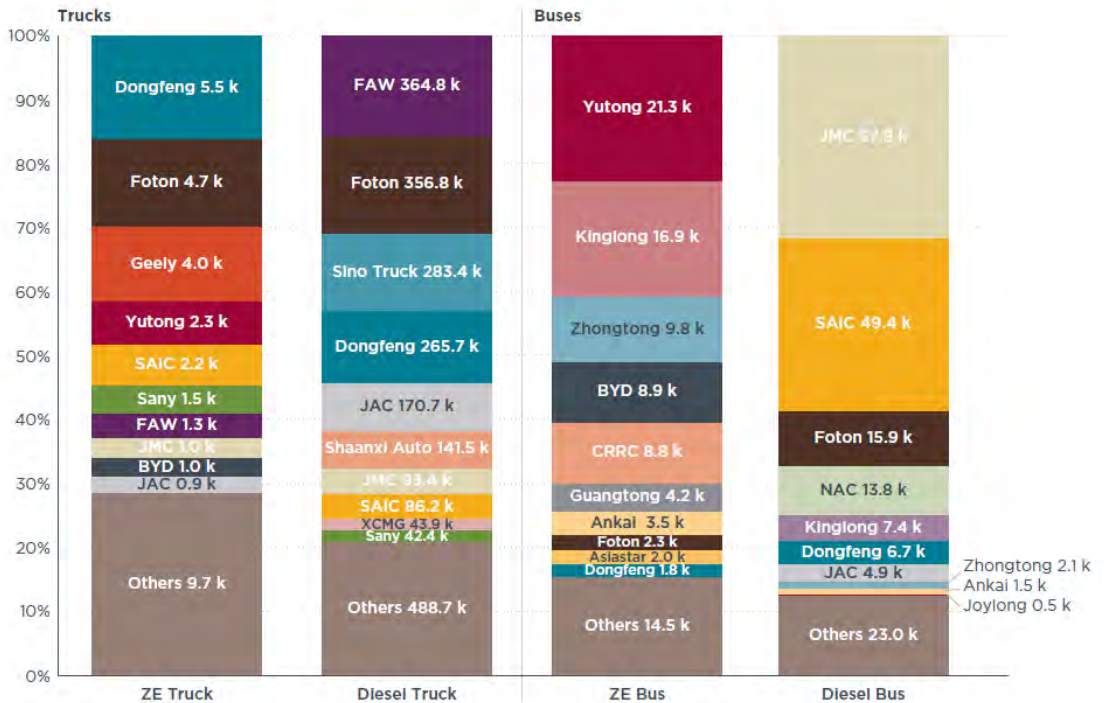 Trucks
Buses
100%
90%
80%
70%
60%
50%
40%
30%
20%
10%
0%
Dongfeng 5.5 k
Foton 4.7 k
Geely 4.0 k
Yutong 2.3 k
SAIC 2.2 k
Sany 1.5 k
FAW 1.3 k
JMC 1.0 k
BYD 1.0 k
JAC 0.9 k
Others 9.7 k
FAW 364.8 k
Foton 356.8 k
Sino Truck 283.4 k
Dongfeng 265.7 k
JAC 170.7 k
Shaanxi Auto 141.5 k
JMC 93.4 k
SAIC 86.2 k
XCMG 43.9 k
Sany 42.4 k
Others 488.7 k
Yutong 21.3 k
Kinglong 16.9 k
Zhongtong 9.8 k
BYD 8.9 k
CRRC 8.8 k
Guangtong 4.2 k
Ankai 3.5 k
Foton 2.3 k
Asiastar 2.0 k
Dongfeng 1.8 k
Others 14.5 k
JMC
SAIC 49.4 k
Foton 15.9 k
NAC 13.8 k
Kinglong 7.4 k
Dongfeng 6.7 k
JAC 4.9 k
Zhongtong 2.1 k
Ankai 1.5 k
Joylong 0.5 k
Others 23.0 k
ZE Truck
Diesel Truck
ZE Bus
Diesel Bus